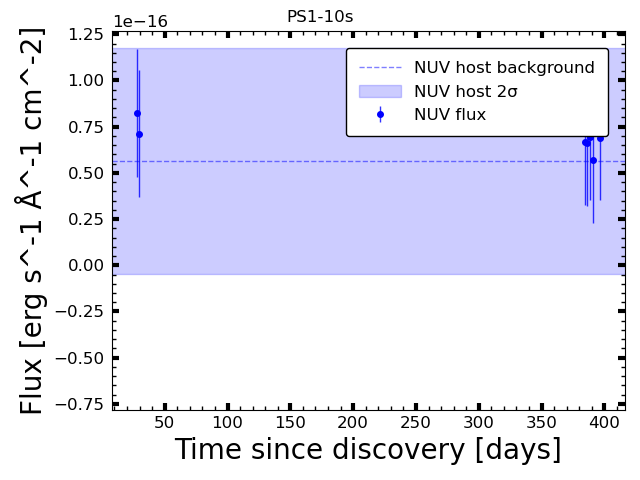 PS1-10s
1e−16
1.25
1.00
0.75
0.50
0.25
0.00
−0.25
−0.50
−0.75
Flux [erg s^-1 Å^-1 cm^-2]
NUV host background
NUV host 2σ
NUV flux
50 100 150 200 250 300 350 400
Time since discovery [days]